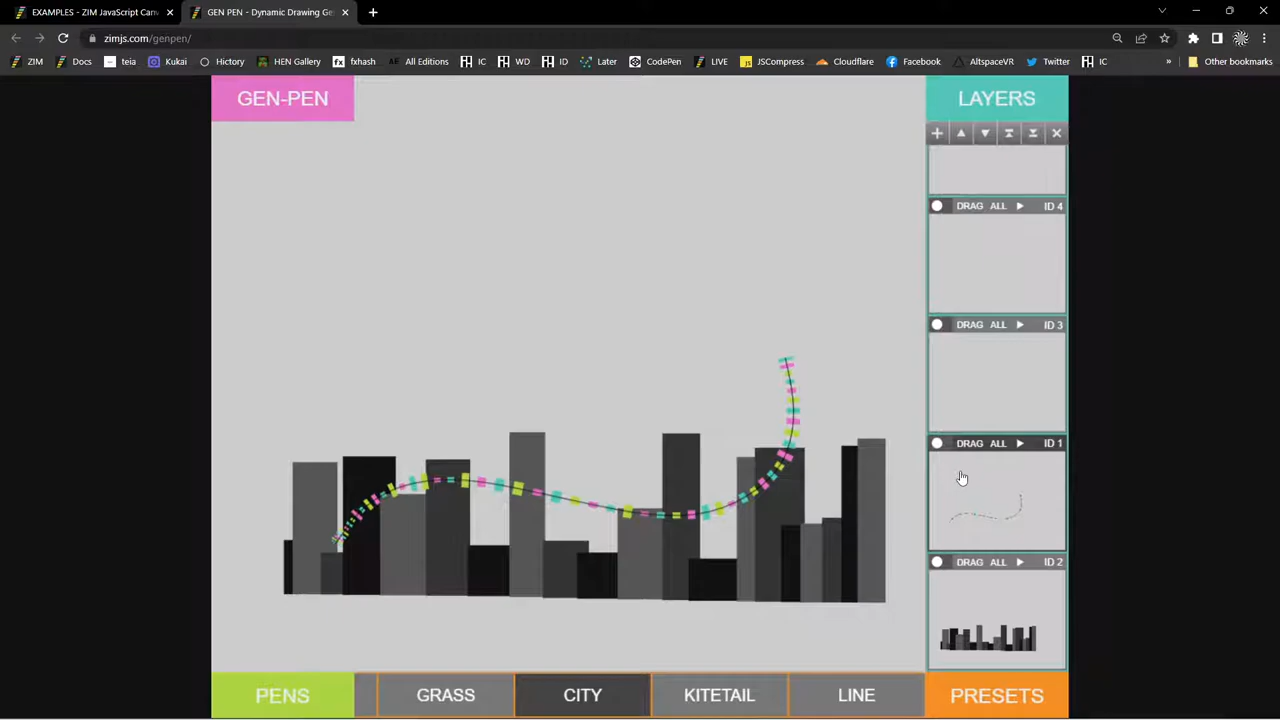 EXAMPLES - ZIM JavaScript Canv
GEN PEN - Dynamic Drawing Ge
zimjs.com/genpen/
ZIM
Docs
teia
Kukai
Hictory
HEN Gallery
fxhash
AE All Editions
IC
WD
ID
Later
CodePen
LIVE
JS JSCompress
Cloudflare
Facebook
AltspaceVR
Twitter
IC
»
Other bookmarks
GEN-PEN
LAYERS
DRAG ALL ID 4
DRAG ALL ID 3
DRAG ALL ID 1
DRAG ALL ID 2
PENS
GRASS
CITY
KITETAIL
LINE
PRESETS